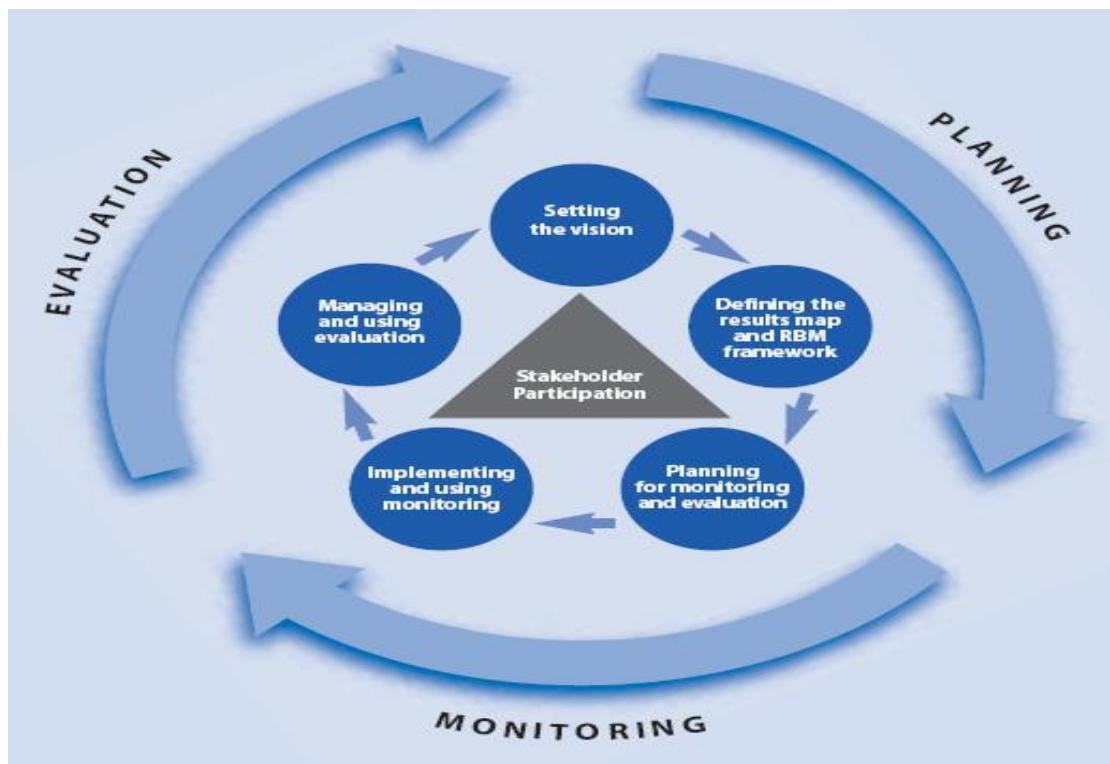 EVALUATION
PLANNING
Setting
the vision
Managing
and using
evaluation
Defining the
results map
and RBM
framework
Stakeholder
Participation
Implementing
and using
monitoring
Planning
for monitoring
and evaluation
MONITORING